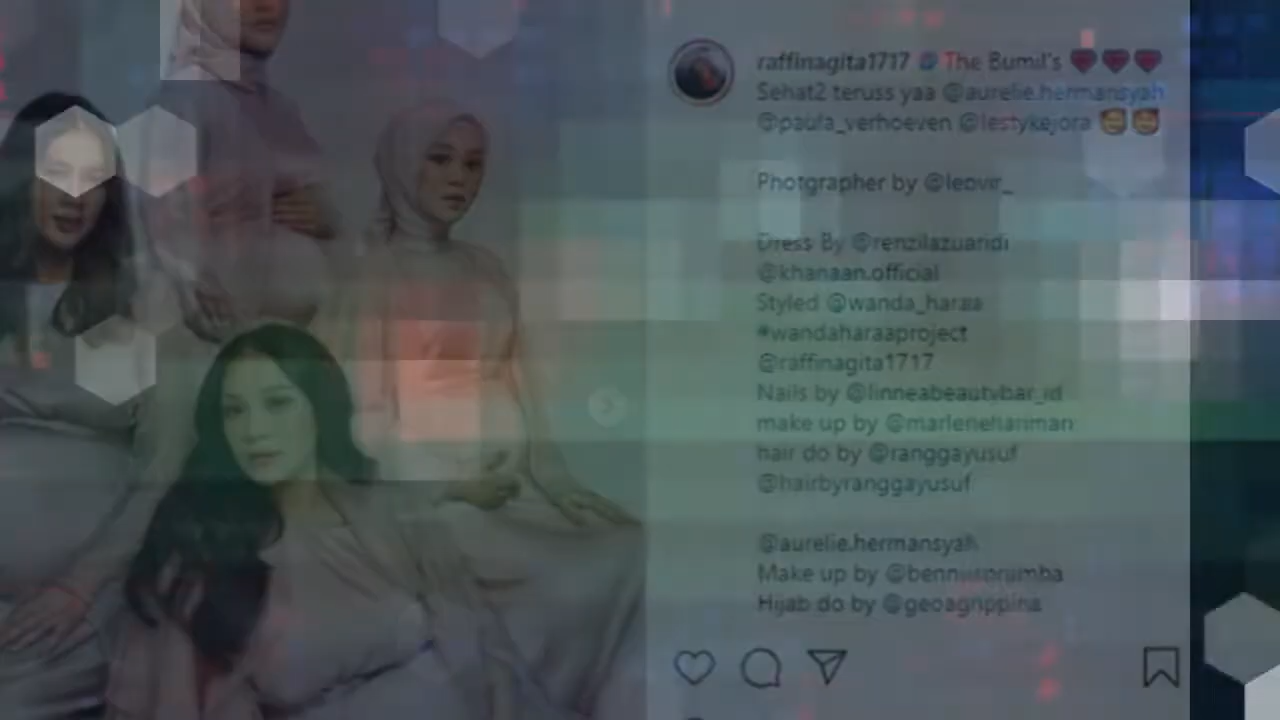 raffinagita1717 The Bumil's
Sehat2 teruss yaa @aurelie.hermansyah
@paula_verhoeven @lestykejora
Photgrapher by @leovir_
Dress By @renzilazuardi
@khanaan.official
Styled @wanda_haraa
#wandaharaaproject
@raffinagita1717
Nails by @linneabeautybar_id
make up by @marlenehariman
hair do by @ranggayusuf
@hairbyranggayusuf
@aurelie.hermansyah
Make up by
Hijab do by @geoagrippina